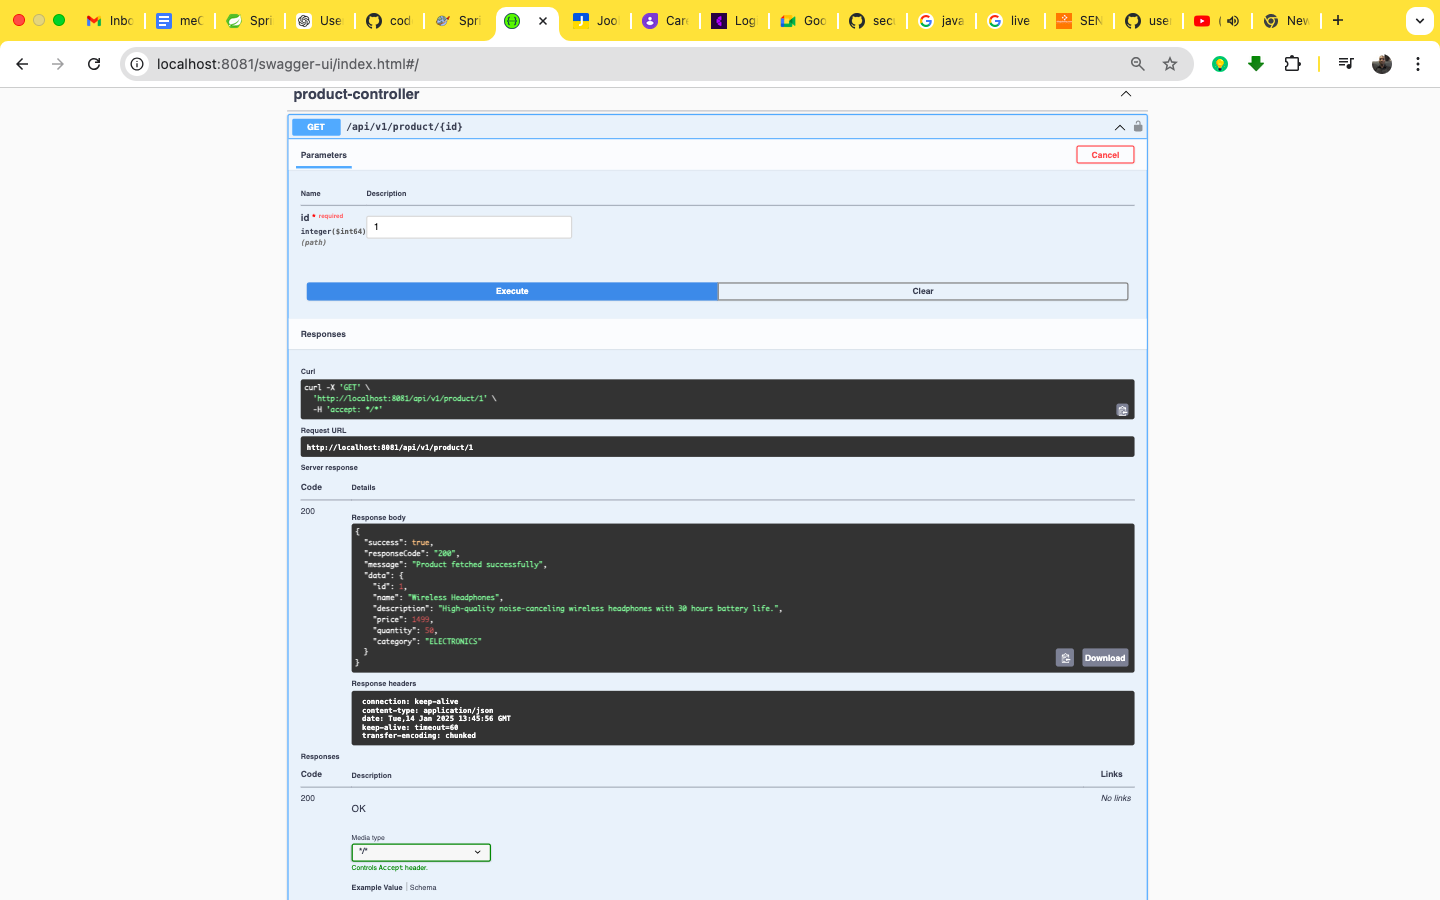 Inbo
meC
Spri
User
cod
Spri
Joo
Care
Log
Goo
secu
java
live
SEN
user
(
New
localhost:8081/swagger-ui/index.html#/
product-controller
GET /api/v1/product/{id}
Parameters
Cancel
Name Description
id * required
integer($int64)
(path)
1
Execute
Clear
Responses
Curl
curl -X 'GET' \
'http://localhost:8081/api/v1/product/1' \
-H 'accept: */*'
Request URL
http://localhost:8081/api/v1/product/1
Server response
Code Details
200
Response body
{
"success": true,
"responseCode": "200",
"message": "Product fetched successfully",
"data": {
"id": 1,
"name": "Wireless Headphones",
"description": "High-quality noise-canceling wireless headphones with 30 hours battery life.",
"price": 1499,
"quantity": 50,
"category": "ELECTRONICS"
}
}
Download
Response headers
connection: keep-alive
content-type: application/json
date: Tue,14 Jan 2025 13:45:56 GMT
keep-alive: timeout=60
transfer-encoding: chunked
Responses
Code Description Links
200
OK
No links
Media type
*/*
Controls Accept header.
Example Value Schema